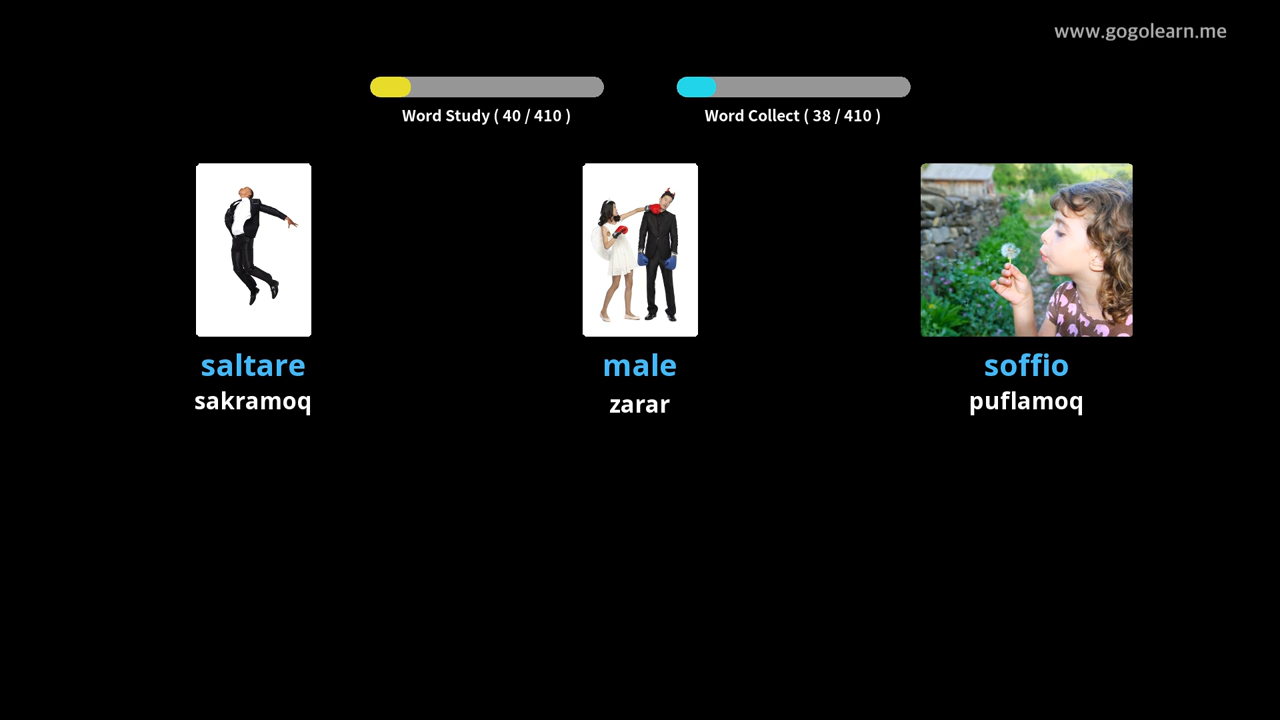 www.gogolearn.me
Word Study ( 40 / 410 )
Word Collect ( 38 / 410 )
saltare
sakramoq
male
zarar
soffio
puflamoq